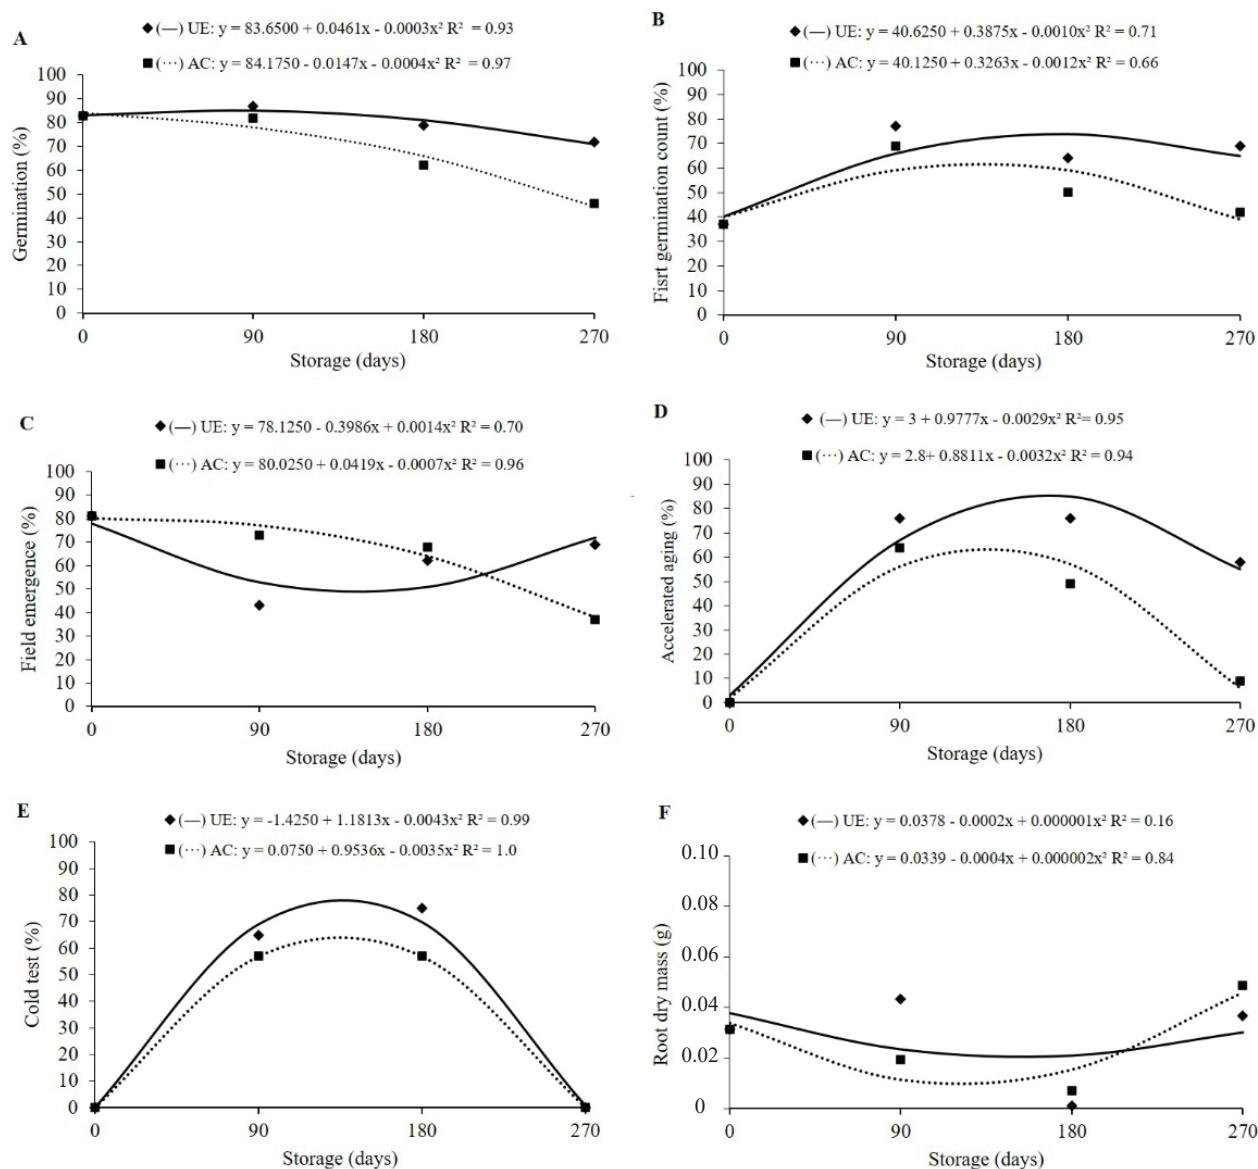 A
◆ (—) UE: y = 83.6500 + 0.0461x - 0.0003x² R² = 0.93
■ (···) AC: y = 84.1750 - 0.0147x - 0.0004x² R² = 0.97
Germination (%)
100
90
80
70
60
50
40
30
20
10
0
0 90 180 270
Storage (days)
B
◆ (—) UE: y = 40.6250 + 0.3875x - 0.0010x² R² = 0.71
■ (···) AC: y = 40.1250 + 0.3263x - 0.0012x² R² = 0.66
Fisrt germination count (%)
100
90
80
70
60
50
40
30
20
10
0
0 90 180 270
Storage (days)
C
◆ (—) UE: y = 78.1250 - 0.3986x + 0.0014x² R² = 0.70
■ (···) AC: y = 80.0250 + 0.0419x - 0.0007x² R² = 0.96
Field emergence (%)
100
90
80
70
60
50
40
30
20
10
0
0 90 180 270
Storage (days)
D
◆ (—) UE: y = 3 + 0.9777x - 0.0029x² R²= 0.95
■ (···) AC: y = 2.8+ 0.8811x - 0.0032x² R² = 0.94
Accelerated aging (%)
100
90
80
70
60
50
40
30
20
10
0
0 90 180 270
Storage (days)
E
◆ (—) UE: y = -1.4250 + 1.1813x - 0.0043x² R² = 0.99
■ (···) AC: y = 0.0750 + 0.9536x - 0.0035x² R² = 1.0
Cold test (%)
100
90
80
70
60
50
40
30
20
10
0
0 90 180 270
Storage (days)
F
◆ (—) UE: y = 0.0378 - 0.0002x + 0.000001x² R² = 0.16
■ (···) AC: y = 0.0339 - 0.0004x + 0.000002x² R² = 0.84
Root dry mass (g)
0.10
0.08
0.06
0.04
0.02
0
0 90 180 270
Storage (days)